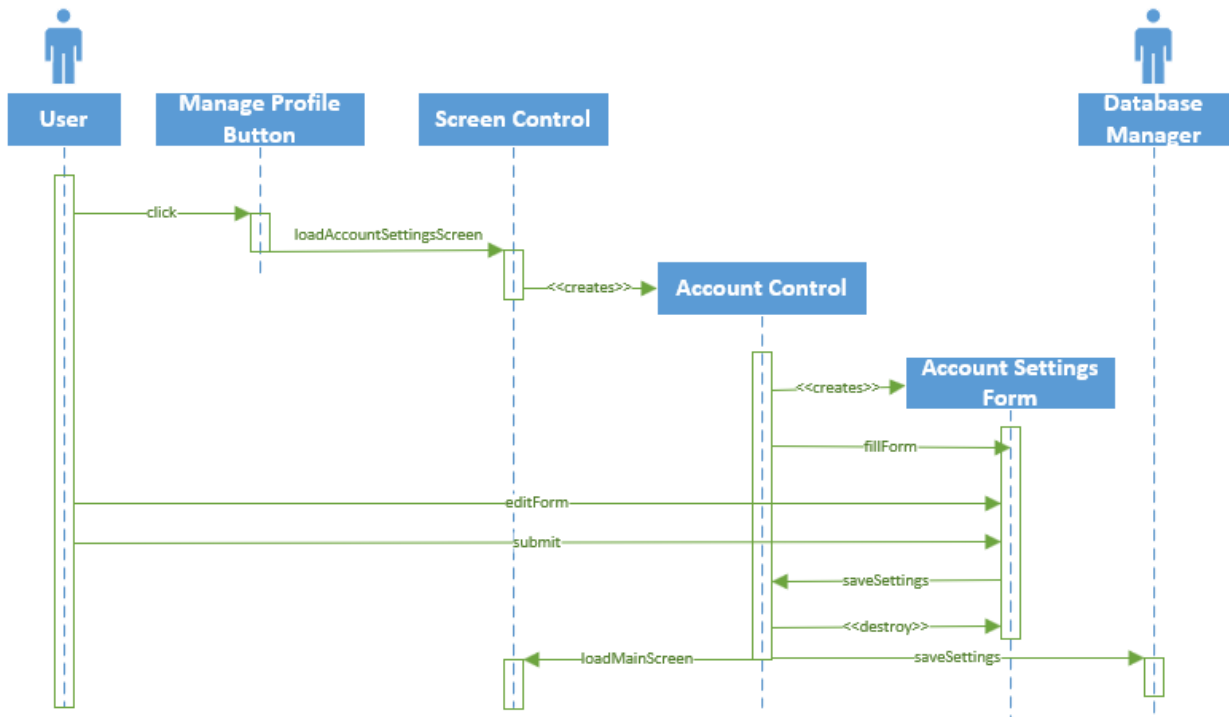 User
Manage Profile
Button
Screen Control
Database
Manager
click
loadAccountSettingsScreen
<<creates>>
Account Control
<<creates>>
Account Settings
Form
fillForm
editForm
submit
saveSettings
<<destroy>>
loadMainScreen
saveSettings